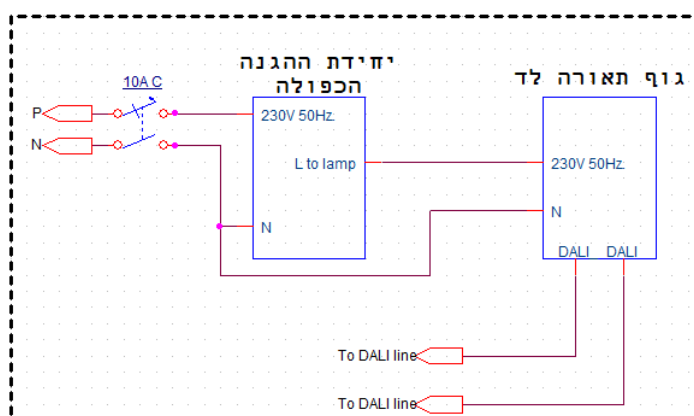 יחידת ההגנה
הכפולה
גוף תאורה לד
10A C
P
230V 50Hz.
N
L to lamp
230V 50Hz.
N
N
DALI DALI
To DALI line
To DALI line